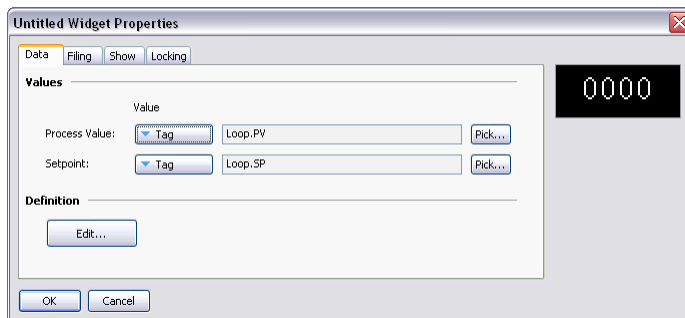 Untitled Widget Properties
Data Filing Show Locking
Values
Value
Process Value: Tag Loop.PV Pick...
Setpoint: Tag Loop.SP Pick...
Definition
Edit...
OK Cancel
0000